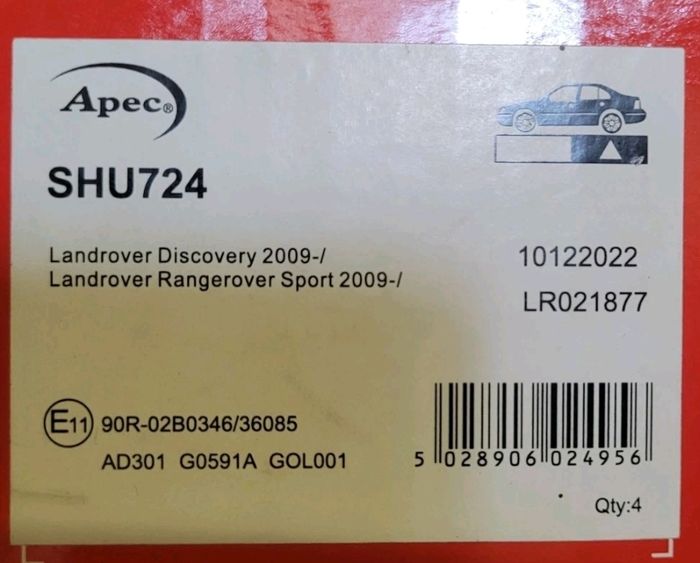 Apec®
SHU724
Landrover Discovery 2009-/
Landrover Rangerover Sport 2009-/
10122022
LR021877
E11 90R-02B0346/36085
AD301 G0591A GOL001
5 028906 024956
Qty:4